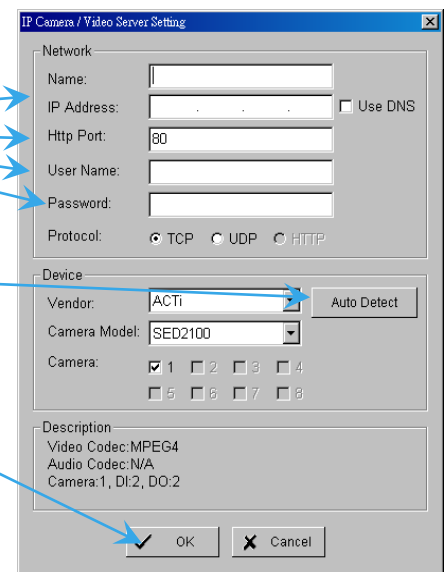 IP Camera / Video Server Setting
Network
Name:
IP Address: . . . Use DNS
Http Port: 80
User Name:
Password:
Protocol: TCP UDP HTTP
Device
Vendor: ACTi Auto Detect
Camera Model: SED2100
Camera: 1 2 3 4
5 6 7 8
Description
Video Codec:MPEG4
Audio Codec:N/A
Camera:1, DI:2, DO:2
OK Cancel